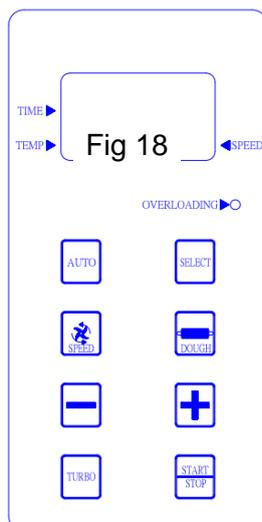 TIME
TEMP Fig 18 SPEED
OVERLOADING
AUTO SELECT
SPEED DOUGH
TURBO START
STOP